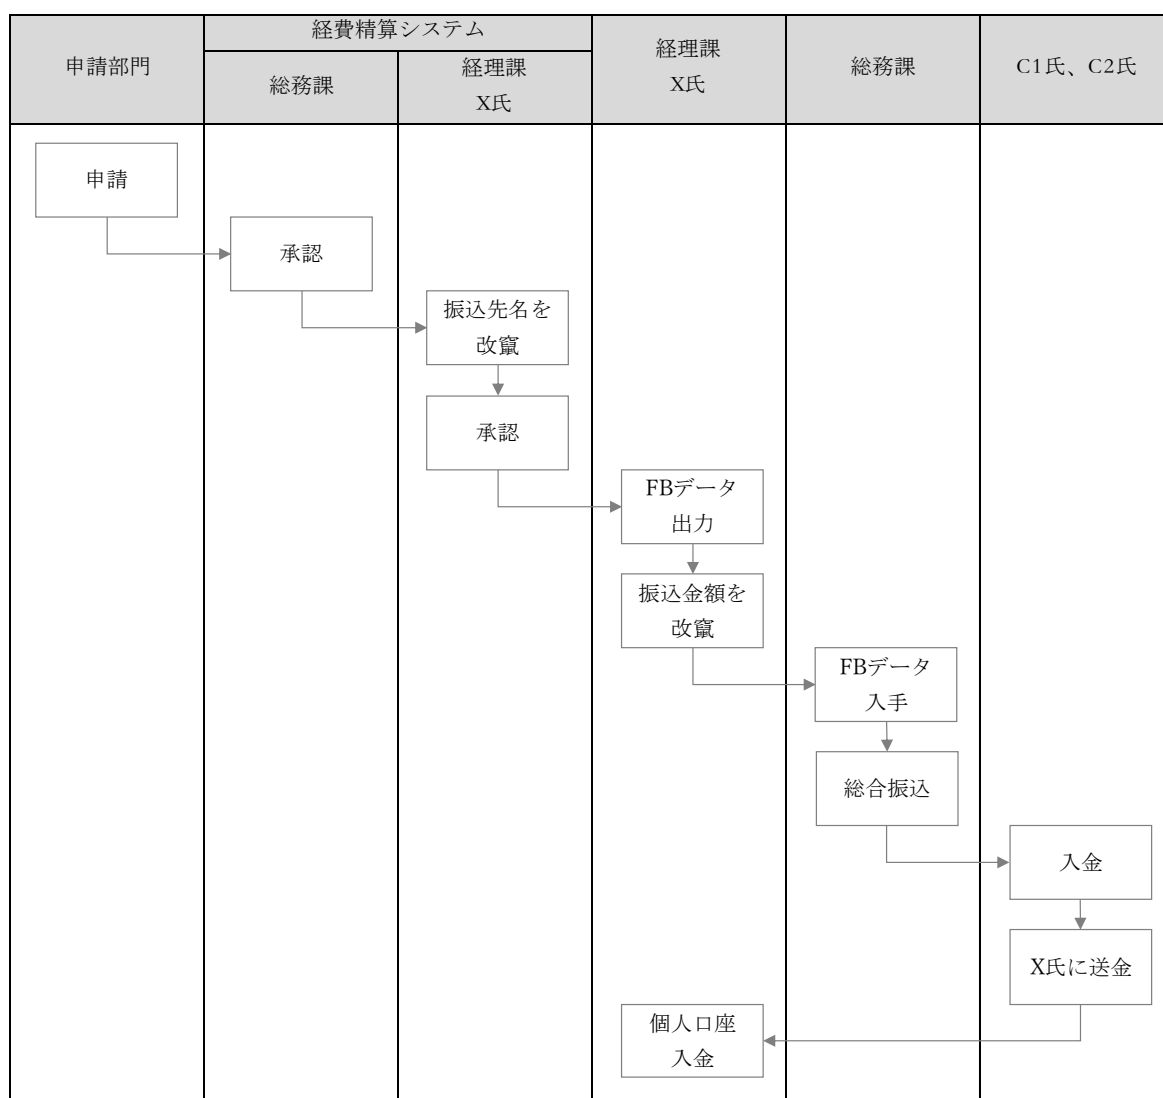 申請部門
経費精算システム
総務課
経理課
X氏
経理課
X氏
総務課
C1氏、C2氏
申請
承認
振込先名を
改竄
承認
FBデータ
出力
振込金額を
改竄
FBデータ
入手
総合振込
入金
X氏に送金
個人口座
入金